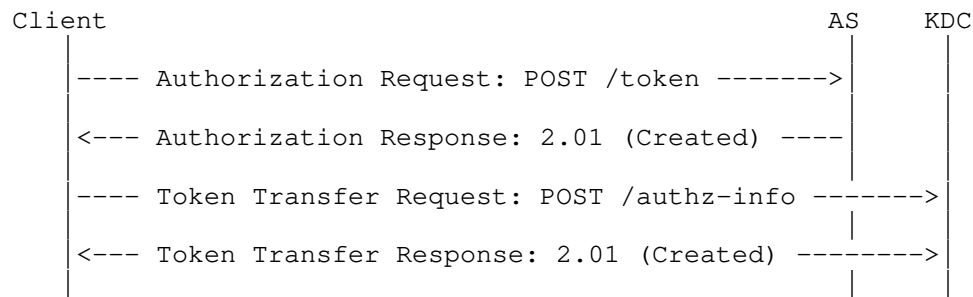 Client AS KDC
---- Authorization Request: POST /token ------->
<--- Authorization Response: 2.01 (Created) ----
---- Token Transfer Request: POST /authz-info ------->
<--- Token Transfer Response: 2.01 (Created) -------->